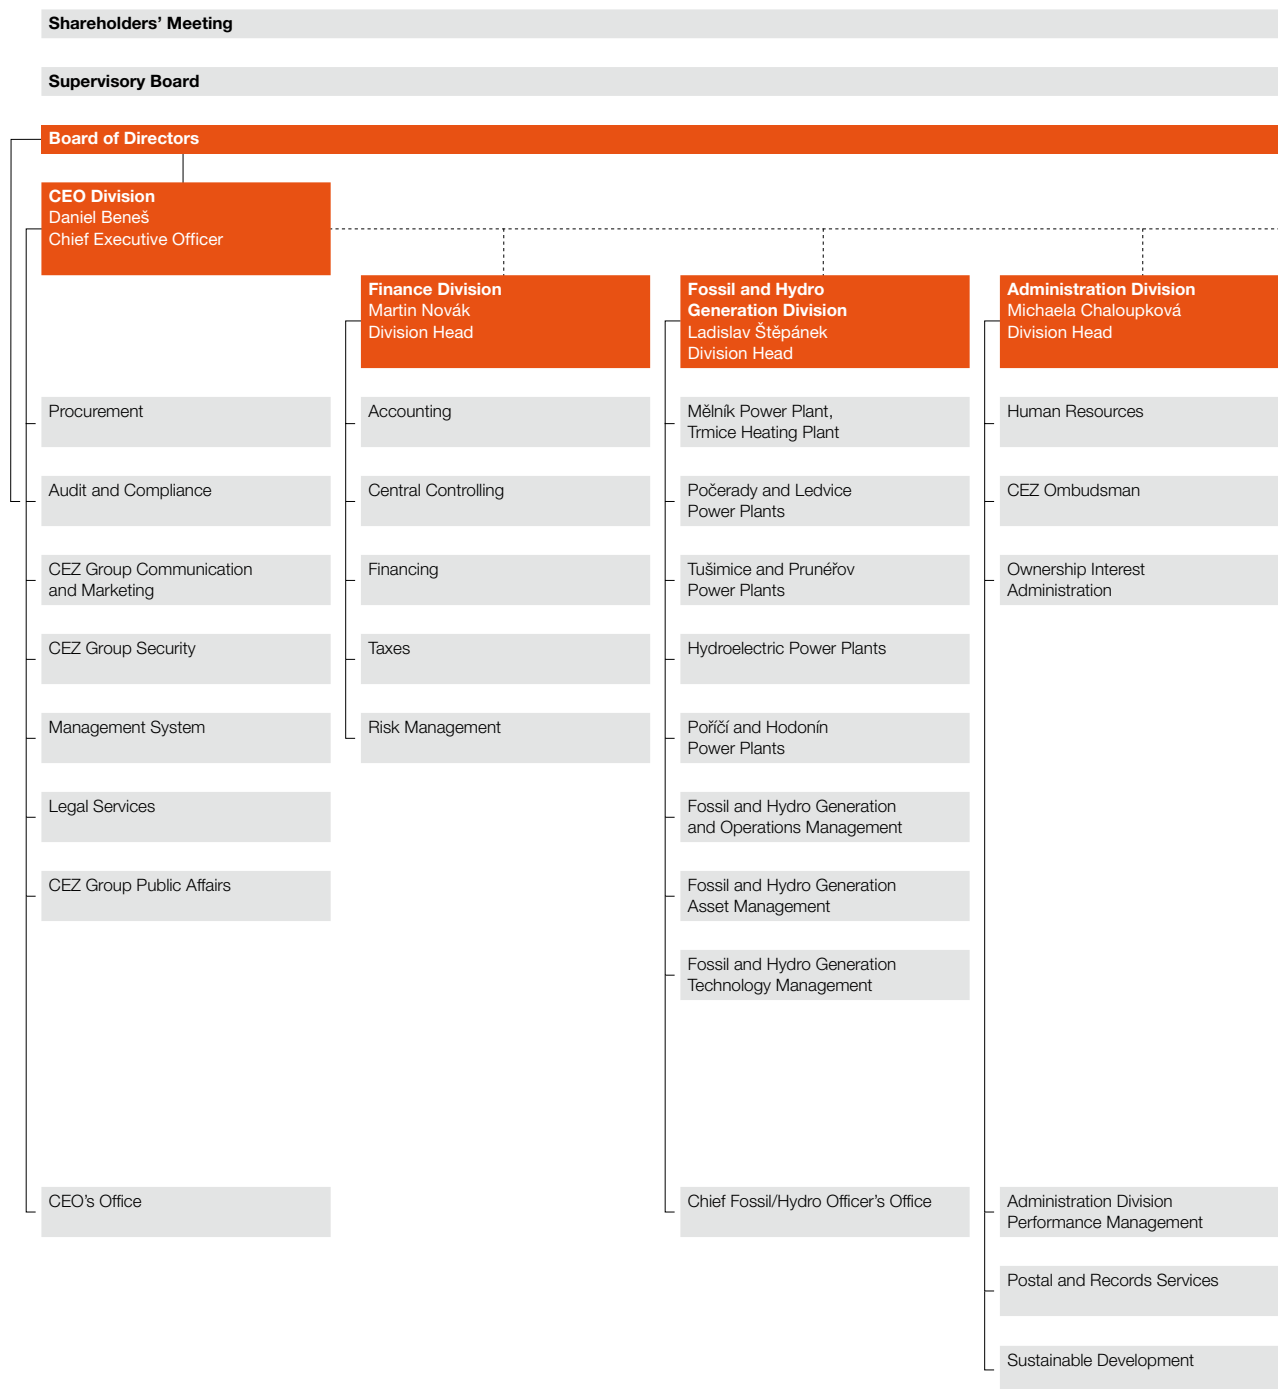 Shareholders' Meeting
Supervisory Board
Board of Directors
CEO Division
Daniel Beneš
Chief Executive Officer
Finance Division
Martin Novák
Division Head
Fossil and Hydro
Generation Division
Ladislav Štěpánek
Division Head
Administration Division
Michaela Chaloupková
Division Head
Procurement
Audit and Compliance
CEZ Group Communication
and Marketing
CEZ Group Security
Management System
Legal Services
CEZ Group Public Affairs
CEO's Office
Accounting
Central Controlling
Financing
Taxes
Risk Management
Mělník Power Plant,
Trmice Heating Plant
Počerady and Ledvice
Power Plants
Tušimice and Prunéřov
Power Plants
Hydroelectric Power Plants
Poříčí and Hodonín
Power Plants
Fossil and Hydro Generation
and Operations Management
Fossil and Hydro Generation
Asset Management
Fossil and Hydro Generation
Technology Management
Chief Fossil/Hydro Officer's Office
Human Resources
CEZ Ombudsman
Ownership Interest
Administration
Administration Division
Performance Management
Postal and Records Services
Sustainable Development